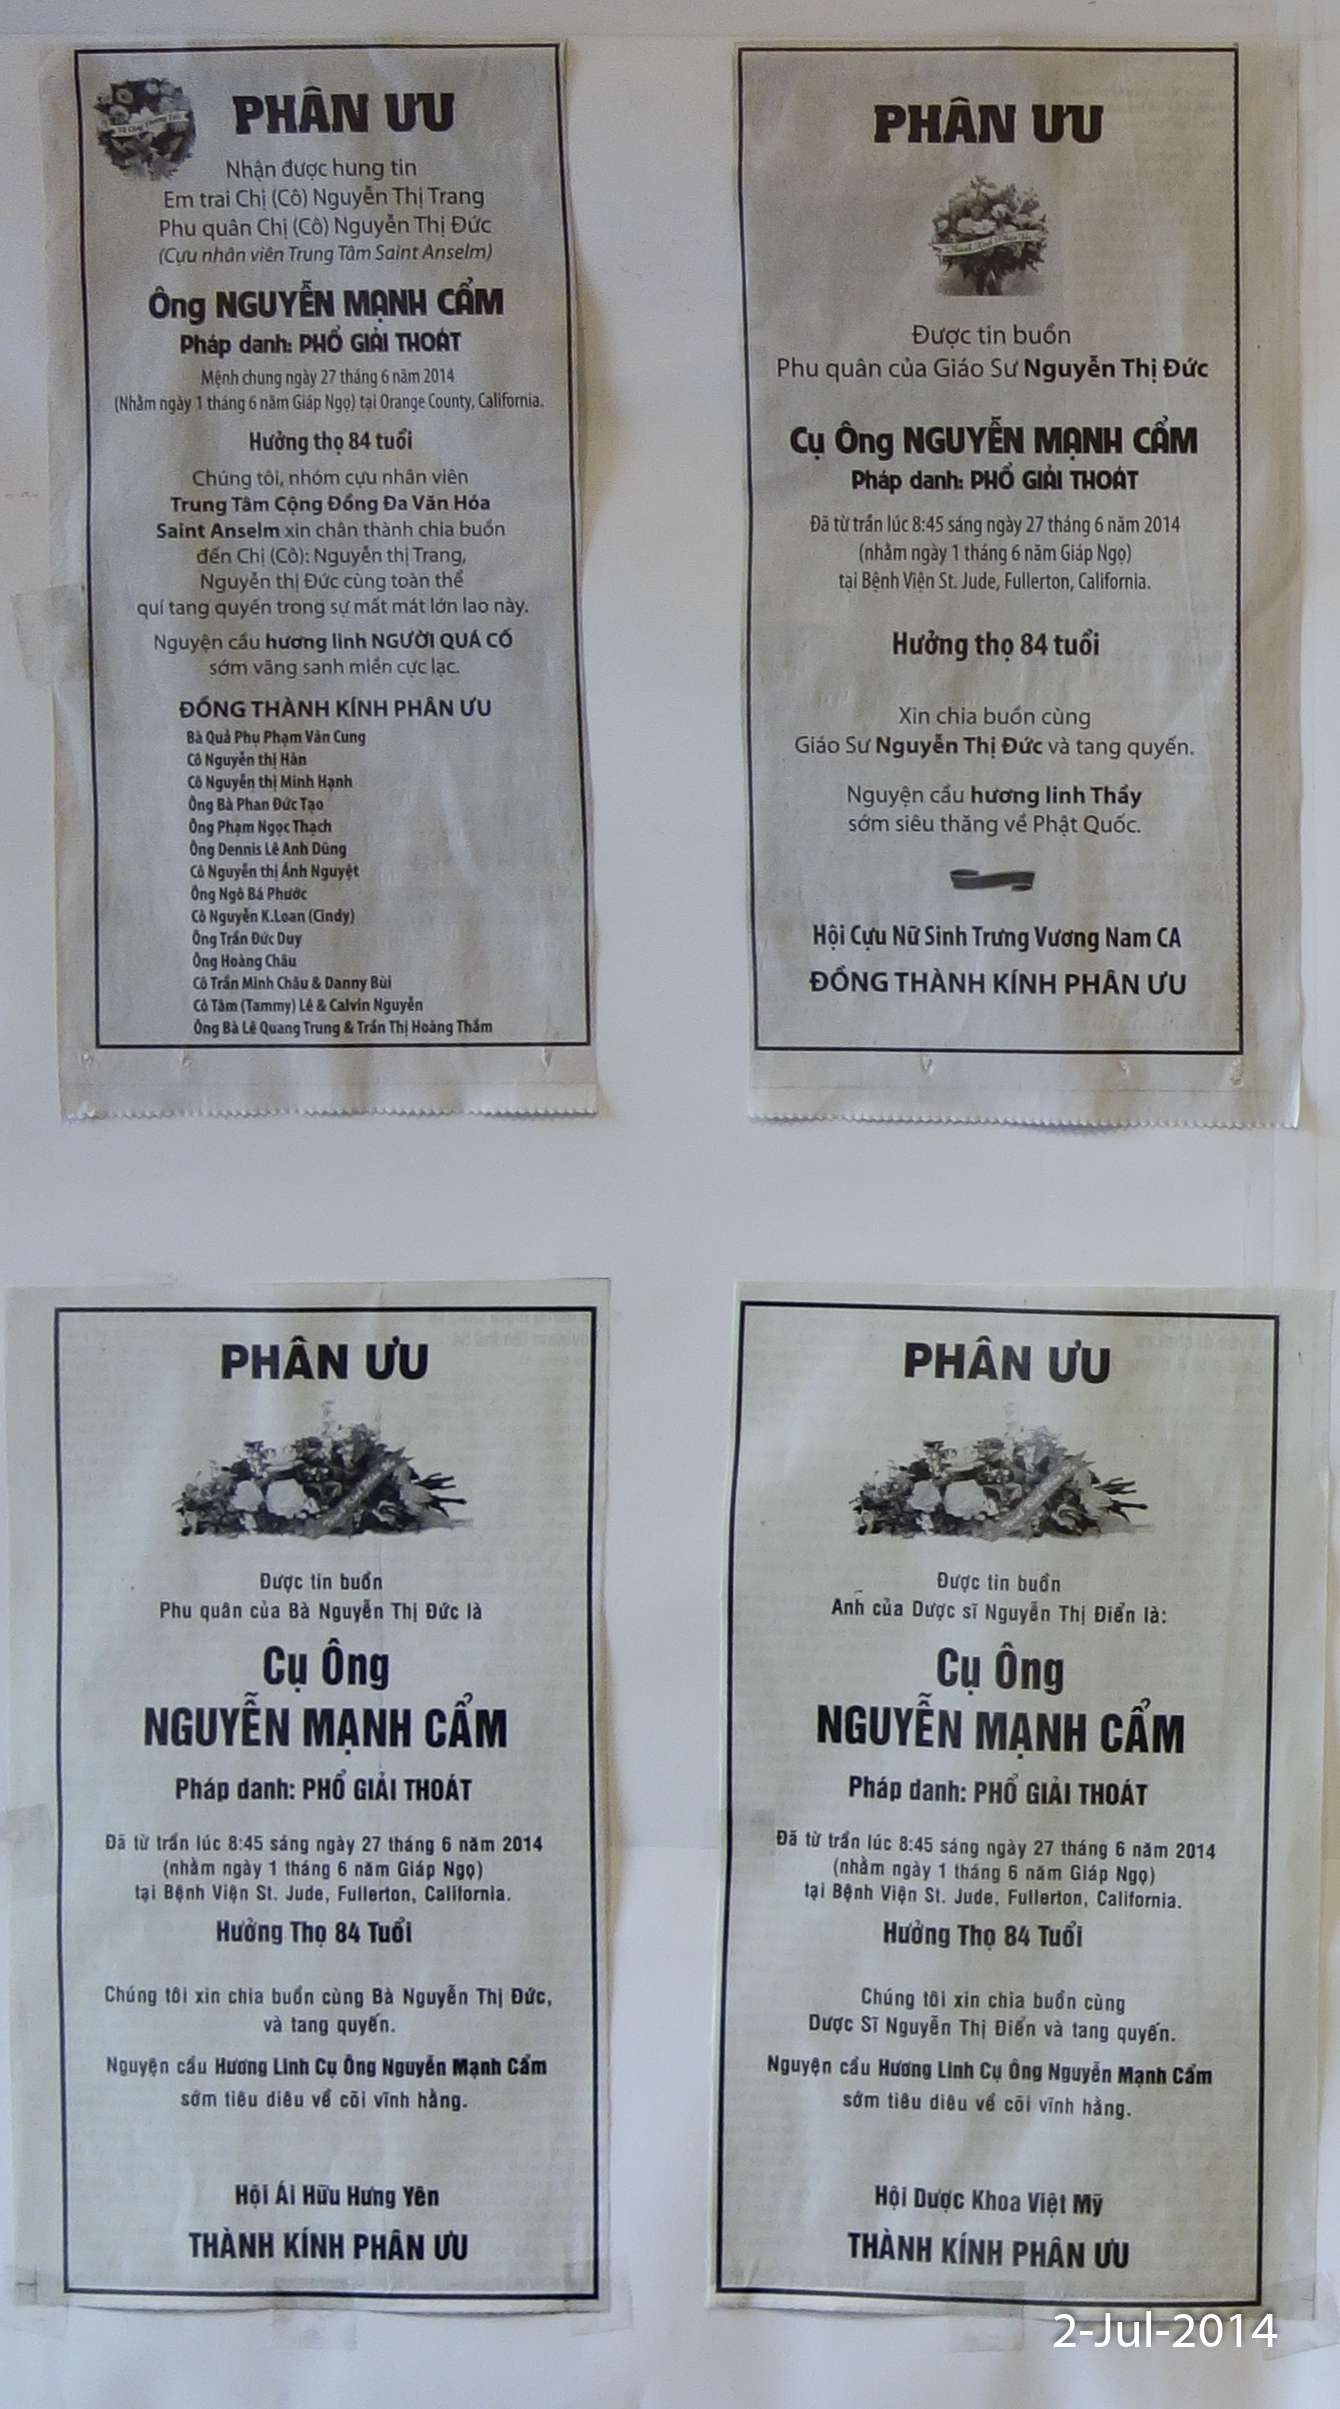 PHÂN ƯU
Nhận được hung tin
Em trai Chị (Cô) Nguyễn Thị Trang
Phu quân Chị (Cô) Nguyễn Thị Đức
(Cựu nhân viên Trung Tâm Saint Anselm)
Ông NGUYỄN MẠNH CẨM
Pháp danh: PHỔ GIẢI THOÁT
Mệnh chung ngày 27 tháng 6 năm 2014
(Nhằm ngày 1 tháng 6 năm Giáp Ngọ) tại Orange County, California.
Hưởng thọ 84 tuổi
Chúng tôi, nhóm cựu nhân viên
Trung Tâm Cộng Đồng Đa Văn Hóa
Saint Anselm xin chân thành chia buồn
đến Chị (Cô): Nguyễn thị Trang,
Nguyễn thị Đức cùng toàn thể
quí tang quyến trong sự mất mát lớn lao này.
Nguyện cầu hương linh NGƯỜI QUÁ CỐ
sớm vãng sanh miền cực lạc.
ĐỒNG THÀNH KÍNH PHÂN ƯU
Bà Quả Phụ Phạm Văn Cung
Cô Nguyễn thị Hàn
Cô Nguyễn thị Minh Hạnh
Ông Bà Phan Đức Tạo
Ông Phạm Ngọc Thạch
Ông Dennis Lê Anh Dũng
Cô Nguyễn thị Ánh Nguyệt
Ông Ngô Bá Phước
Cô Nguyễn K.Loan (Cindy)
Ông Trần Đức Duy
Ông Hoàng Châu
Cô Trần Minh Châu & Danny Bùi
Cô Tâm (Tammy) Lê & Calvin Nguyễn
Ông Bà Lê Quang Trung & Trần Thị Hoàng Thắm
PHÂN ƯU
Thành Kính Phân Ưu
Được tin buồn
Phu quân của Giáo Sư Nguyễn Thị Đức
Cụ Ông NGUYỄN MẠNH CẨM
Pháp danh: PHỔ GIẢI THOÁT
Đã từ trần lúc 8:45 sáng ngày 27 tháng 6 năm 2014
(nhằm ngày 1 tháng 6 năm Giáp Ngọ)
tại Bệnh Viện St. Jude, Fullerton, California.
Hưởng thọ 84 tuổi
Xin chia buồn cùng
Giáo Sư Nguyễn Thị Đức và tang quyến.
Nguyện cầu hương linh Thầy
sớm siêu thăng về Phật Quốc.
Hội Cựu Nữ Sinh Trưng Vương Nam CA
ĐỒNG THÀNH KÍNH PHÂN ƯU
PHÂN ƯU
Được tin buồn
Phu quân của Bà Nguyễn Thị Đức là
Cụ Ông
NGUYỄN MẠNH CẨM
Pháp danh: PHỔ GIẢI THOÁT
Đã từ trần lúc 8:45 sáng ngày 27 tháng 6 năm 2014
(nhằm ngày 1 tháng 6 năm Giáp Ngọ)
tại Bệnh Viện St. Jude, Fullerton, California.
Hưởng Thọ 84 Tuổi
Chúng tôi xin chia buồn cùng Bà Nguyễn Thị Đức,
và tang quyến.
Nguyện cầu Hương Linh Cụ Ông Nguyễn Mạnh Cẩm
sớm tiêu diêu về cõi vĩnh hằng.
Hội Ái Hữu Hưng Yên
THÀNH KÍNH PHÂN ƯU
PHÂN ƯU
Được tin buồn
Anh của Dược sĩ Nguyễn Thị Điển là:
Cụ Ông
NGUYỄN MẠNH CẨM
Pháp danh: PHỔ GIẢI THOÁT
Đã từ trần lúc 8:45 sáng ngày 27 tháng 6 năm 2014
(nhằm ngày 1 tháng 6 năm Giáp Ngọ)
tại Bệnh Viện St. Jude, Fullerton, California.
Hưởng Thọ 84 Tuổi
Chúng tôi xin chia buồn cùng
Dược Sĩ Nguyễn Thị Điển và tang quyến.
Nguyện cầu Hương Linh Cụ Ông Nguyễn Mạnh Cẩm
sớm tiêu diêu về cõi vĩnh hằng.
Hội Dược Khoa Việt Mỹ
THÀNH KÍNH PHÂN ƯU
2-Jul-2014